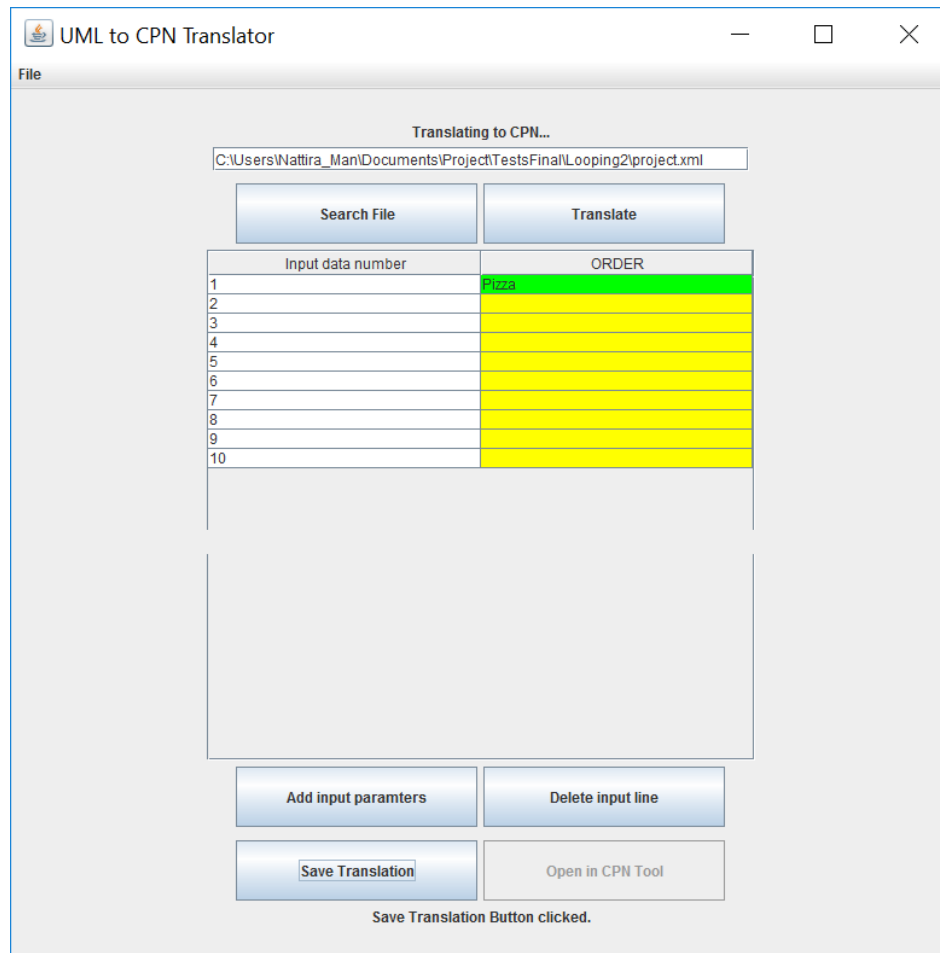 UML to CPN Translator
File
Translating to CPN...
C:\Users\Nattira_Man\Documents\Project\TestsFinal\Looping2\project.xml
Search File Translate
Input data number ORDER
1 Pizza
2
3
4
5
6
7
8
9
10
Add input paramters Delete input line
Save Translation Open in CPN Tool
Save Translation Button clicked.